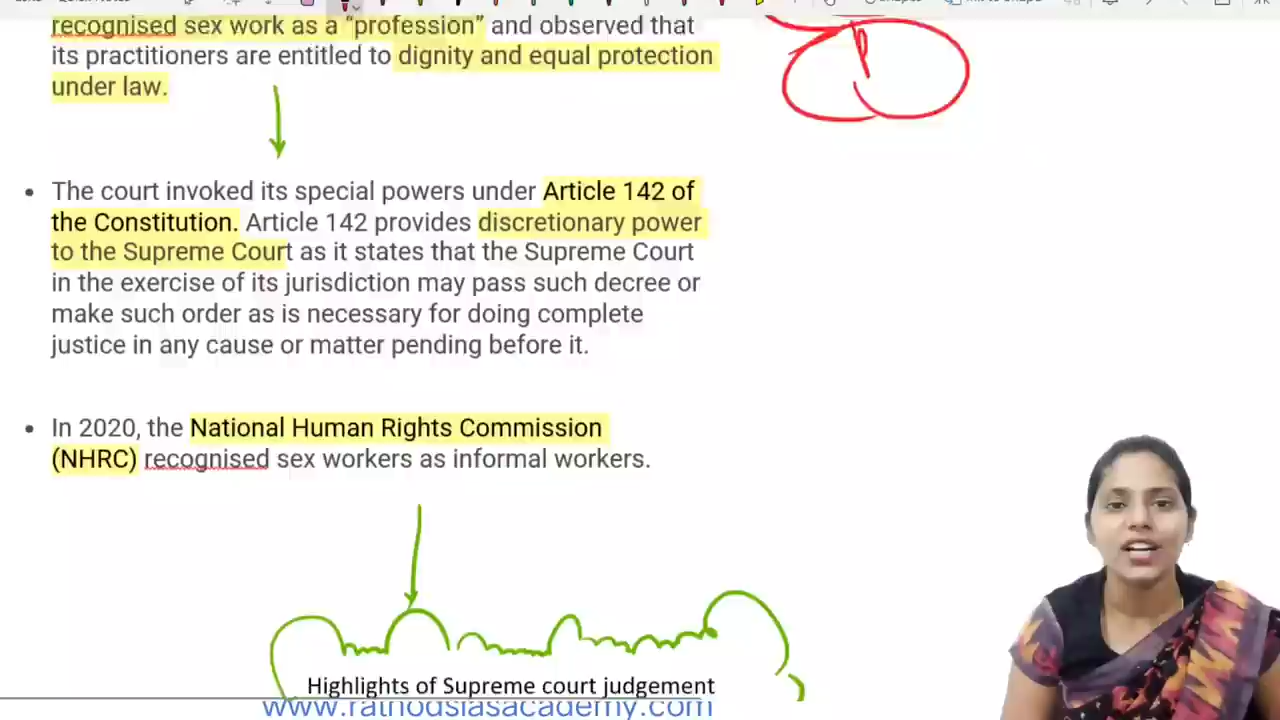 recognised sex work as a “profession” and observed that
its practitioners are entitled to dignity and equal protection
under law.
• The court invoked its special powers under Article 142 of
the Constitution. Article 142 provides discretionary power
to the Supreme Court as it states that the Supreme Court
in the exercise of its jurisdiction may pass such decree or
make such order as is necessary for doing complete
justice in any cause or matter pending before it.
• In 2020, the National Human Rights Commission
(NHRC) recognised sex workers as informal workers.
Highlights of Supreme court judgement
www.rathodsiasacademy.com